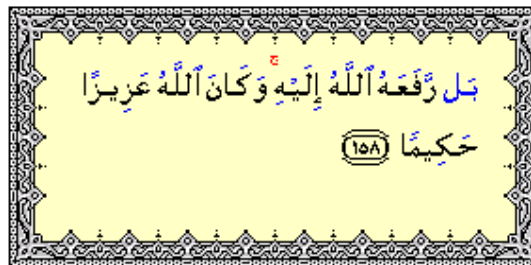 بَل رَّفَعَهُ ٱللَّهُ إِلَيْهِ ۚ وَكَانَ ٱللَّهُ عَزِيزًا
حَكِيمًا ﴿١٥٨﴾